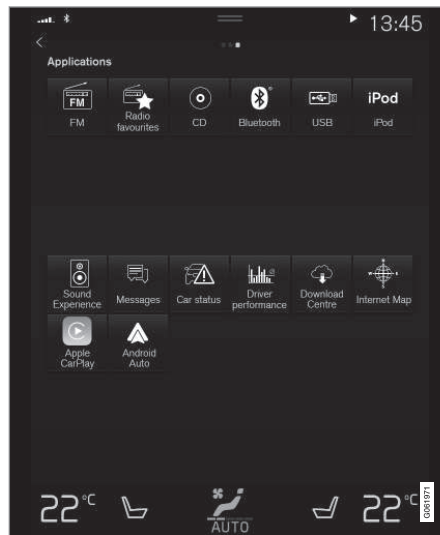 13:45
Applications
FM
FM
Radio
favourites
CD
Bluetooth
USB
iPod
iPod
Sound
Experience
Messages
Car status
Driver
performance
Download
Centre
Internet Map
Apple
CarPlay
Android
Auto
22°C
AUTO
22°C
G061971